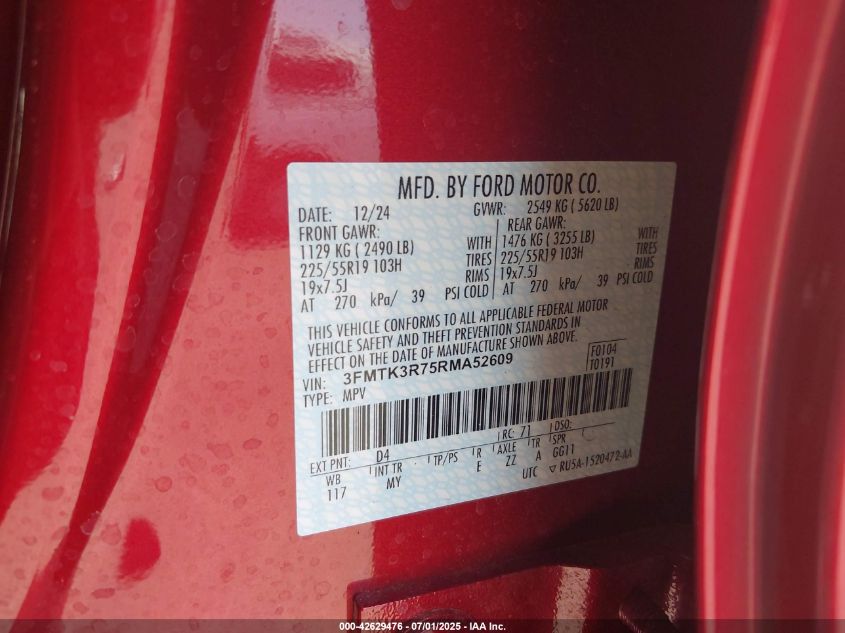 MFD. BY FORD MOTOR CO.
DATE: 12/24 GVWR: 2549 KG ( 5620 LB)
FRONT GAWR: REAR GAWR:
1129 KG ( 2490 LB) WITH 1476 KG ( 3255 LB) WITH
225/55R19 103H TIRES 225/55R19 103H TIRES
19x7.5J RIMS 19x7.5J RIMS
AT 270 kPa/ 39 PSI COLD AT 270 kPa/ 39 PSI COLD
THIS VEHICLE CONFORMS TO ALL APPLICABLE FEDERAL MOTOR
VEHICLE SAFETY AND THEFT PREVENTION STANDARDS IN
EFFECT ON THE DATE OF MANUFACTURE SHOWN ABOVE.
VIN: 3FMTK3R75RMA52609 F0104
TYPE: MPV T0191
EXT PNT: D4 RC: 71 DSO:
WB INT TR TP/PS R AXLE TR SPR
117 MY E ZZ A GG11
UTC ▽ RU5A-1520472-AA
000-42629476 - 07/01/2025 - IAA Inc.